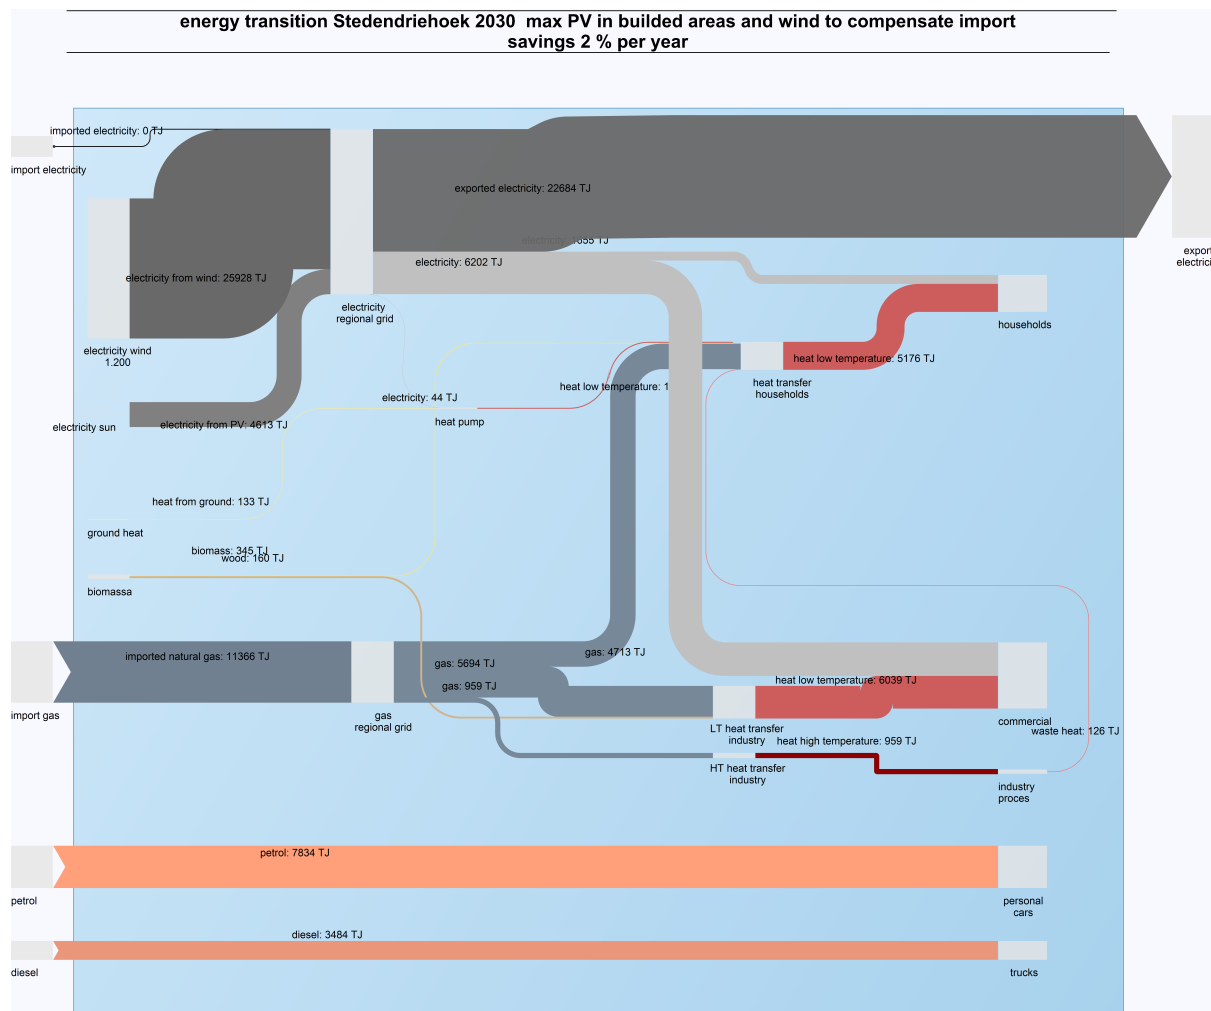 energy transition Stedendriehoek 2030  max PV in builded areas and wind to compensate import
savings 2 % per year
imported electricity: 0 TJ
import electricity
exported electricity: 22684 TJ
electricity: 6202 TJ
electricity from wind: 25928 TJ
electricity
regional grid
households
electricity wind
1.200
heat low temperature: 5176 TJ
heat transfer
households
heat low temperature: 1
electricity: 44 TJ
heat pump
electricity from PV: 4613 TJ
electricity sun
heat from ground: 133 TJ
ground heat
biomass: 345 TJ
wood: 160 TJ
biomassa
imported natural gas: 11366 TJ
gas: 4713 TJ
gas: 5694 TJ
gas: 959 TJ
heat low temperature: 6039 TJ
import gas
gas
regional grid
LT heat transfer
industry
commercial
waste heat: 126 TJ
heat high temperature: 959 TJ
HT heat transfer
industry
industry
proces
petrol: 7834 TJ
petrol
personal
cars
diesel: 3484 TJ
diesel
trucks